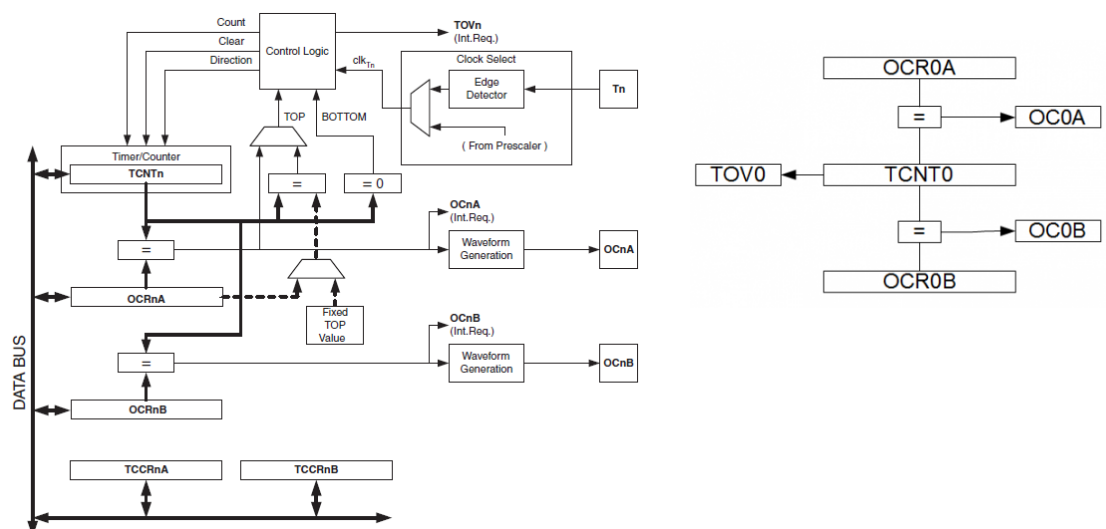 Count
Clear
Direction
Control Logic
TOVn
(Int.Req.)
clkTn
Clock Select
Edge
Detector
Tn
( From Prescaler )
TOP
BOTTOM
Timer/Counter
TCNTn
=
= 0
OCnA
(Int.Req.)
=
Waveform
Generation
OCnA
OCRnA
Fixed
TOP
Value
OCnB
(Int.Req.)
=
Waveform
Generation
OCnB
OCRnB
TCCRnA
TCCRnB
DATA BUS
OCR0A
=
OC0A
TOV0
TCNT0
=
OC0B
OCR0B